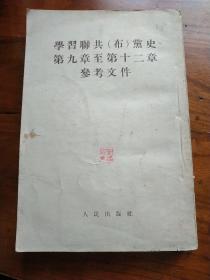 學習聯共（布）黨史
第九章至第十二章
參考文件
人民出版社